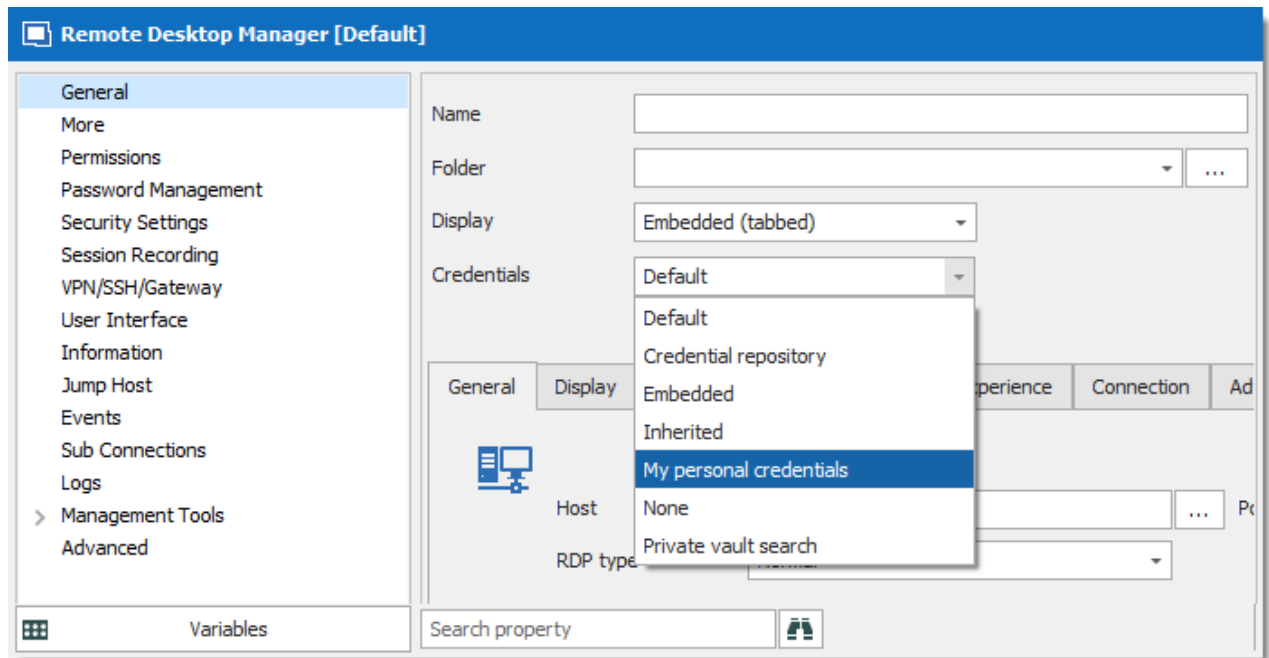 Remote Desktop Manager [Default]
General
More
Permissions
Password Management
Security Settings
Session Recording
VPN/SSH/Gateway
User Interface
Information
Jump Host
Events
Sub Connections
Logs
Management Tools
Advanced
Variables
Name
Folder
...
Display
Embedded (tabbed)
Credentials
Default
Default
Credential repository
Embedded
Inherited
My personal credentials
None
Private vault search
General Display perience Connection Ad
Host ...
RDP type
Search property